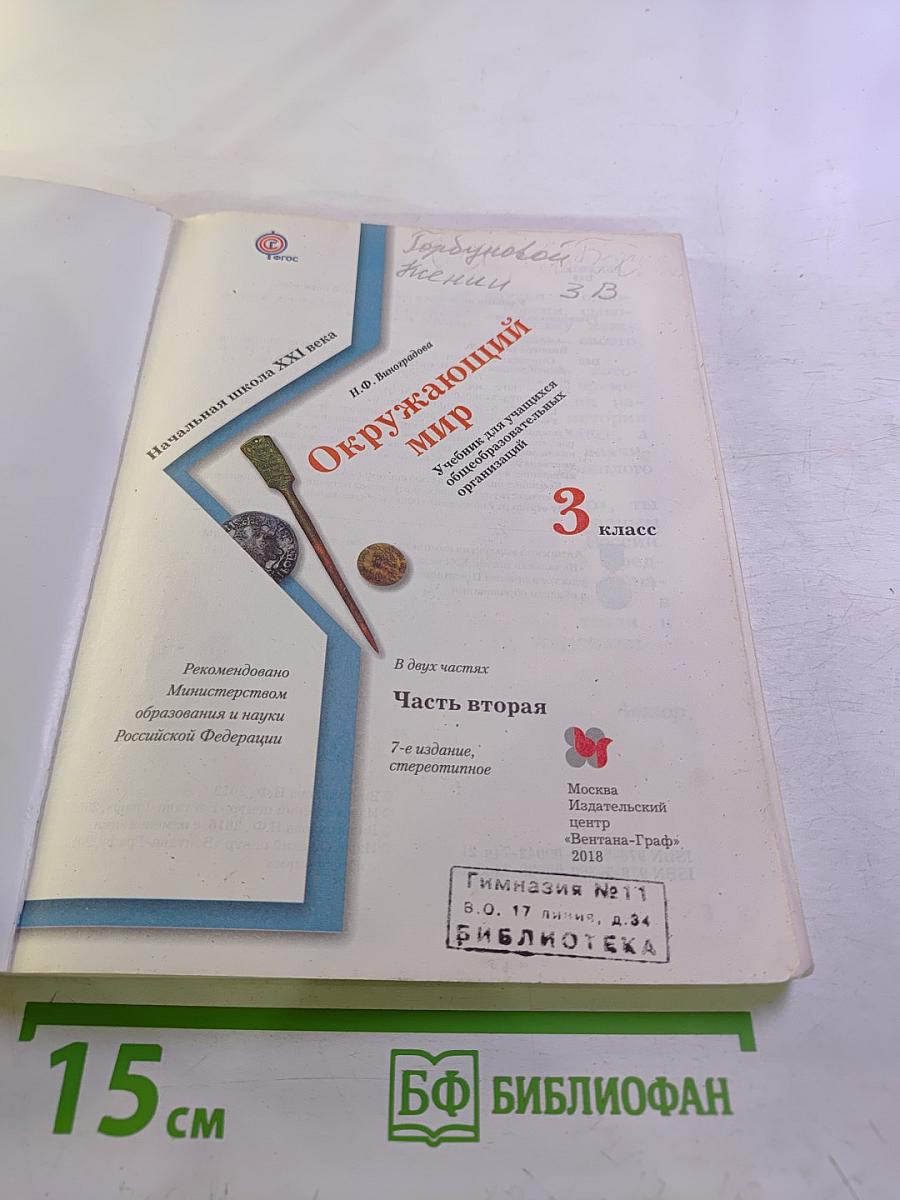 ФГОС
Горбуновой
Ксении 3В
Начальная школа XXI века
Н.Ф. Виноградова
Окружающий
мир
Учебник для учащихся
общеобразовательных
организаций
3 класс
Рекомендовано
Министерством
образования и науки
Российской Федерации
В двух частях
Часть вторая
7-е издание,
стереотипное
Москва
Издательский
центр
«Вентана-Граф»
2018
Гимназия №11
В.О. 17 линия, д.34
БИБЛИОТЕКА
15 см
БФ БИБЛИОФАН